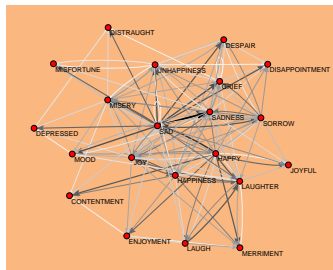 DISTRAUGHT
DESPAIR
MISFORTUNE
UNHAPPINESS
DISAPPOINTMENT
GRIEF
MISERY
SADNESS
SORROW
DEPRESSED
SAD
MOOD
JOY
HAPPY
JOYFUL
HAPPINESS
LAUGHTER
CONTENTMENT
ENJOYMENT
LAUGH
MERRIMENT